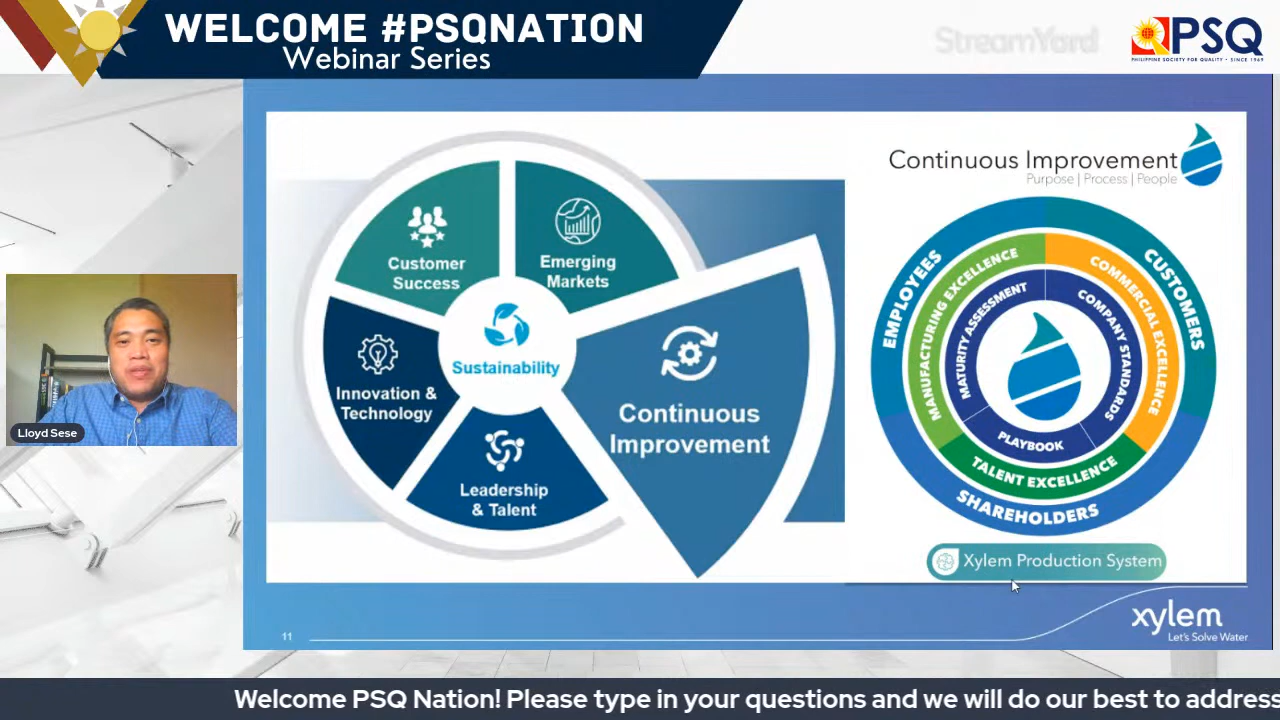 WELCOME #PSQNATION
Webinar Series
StreamYard
PSQ
PHILIPPINE SOCIETY FOR QUALITY • SINCE 1969
Customer
Success
Emerging
Markets
Innovation &
Technology
Sustainability
Continuous
Improvement
Leadership
& Talent
Continuous Improvement
Purpose | Process | People
EMPLOYEES
CUSTOMERS
SHAREHOLDERS
MANUFACTURING EXCELLENCE
COMMERCIAL EXCELLENCE
TALENT EXCELLENCE
MATURITY ASSESSMENT
COMPANY STANDARDS
PLAYBOOK
Xylem Production System
Lloyd Sese
11
xylem
Let's Solve Water
Welcome PSQ Nation! Please type in your questions and we will do our best to address